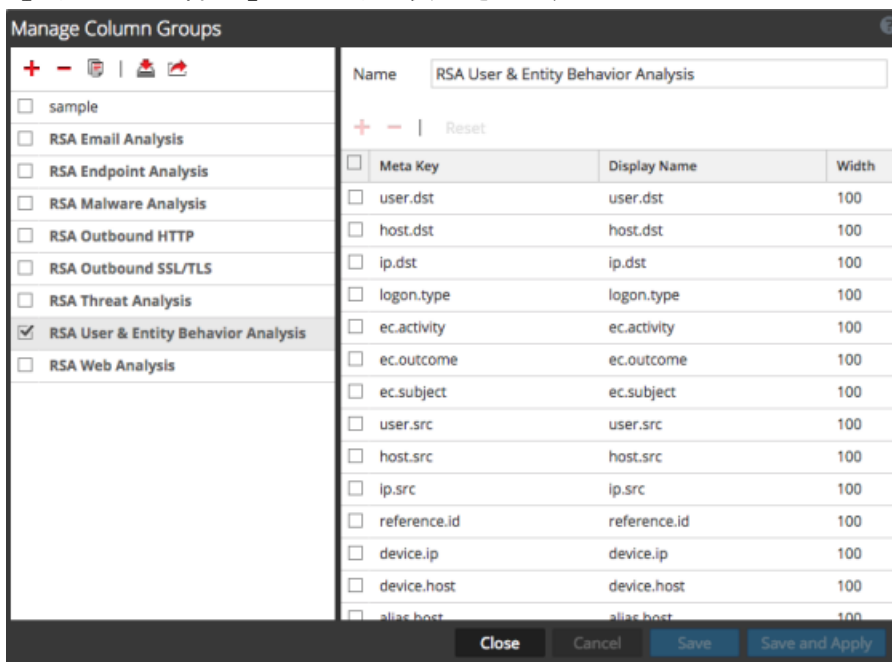 Manage Column Groups
Name RSA User & Entity Behavior Analysis
Reset
sample
RSA Email Analysis
RSA Endpoint Analysis
RSA Malware Analysis
RSA Outbound HTTP
RSA Outbound SSL/TLS
RSA Threat Analysis
RSA User & Entity Behavior Analysis
RSA Web Analysis
Meta Key Display Name Width
user.dst user.dst 100
host.dst host.dst 100
ip.dst ip.dst 100
logon.type logon.type 100
ec.activity ec.activity 100
ec.outcome ec.outcome 100
ec.subject ec.subject 100
user.src user.src 100
host.src host.src 100
ip.src ip.src 100
reference.id reference.id 100
device.ip device.ip 100
device.host device.host 100
alias.host alias.host 100
Close Cancel Save Save and Apply